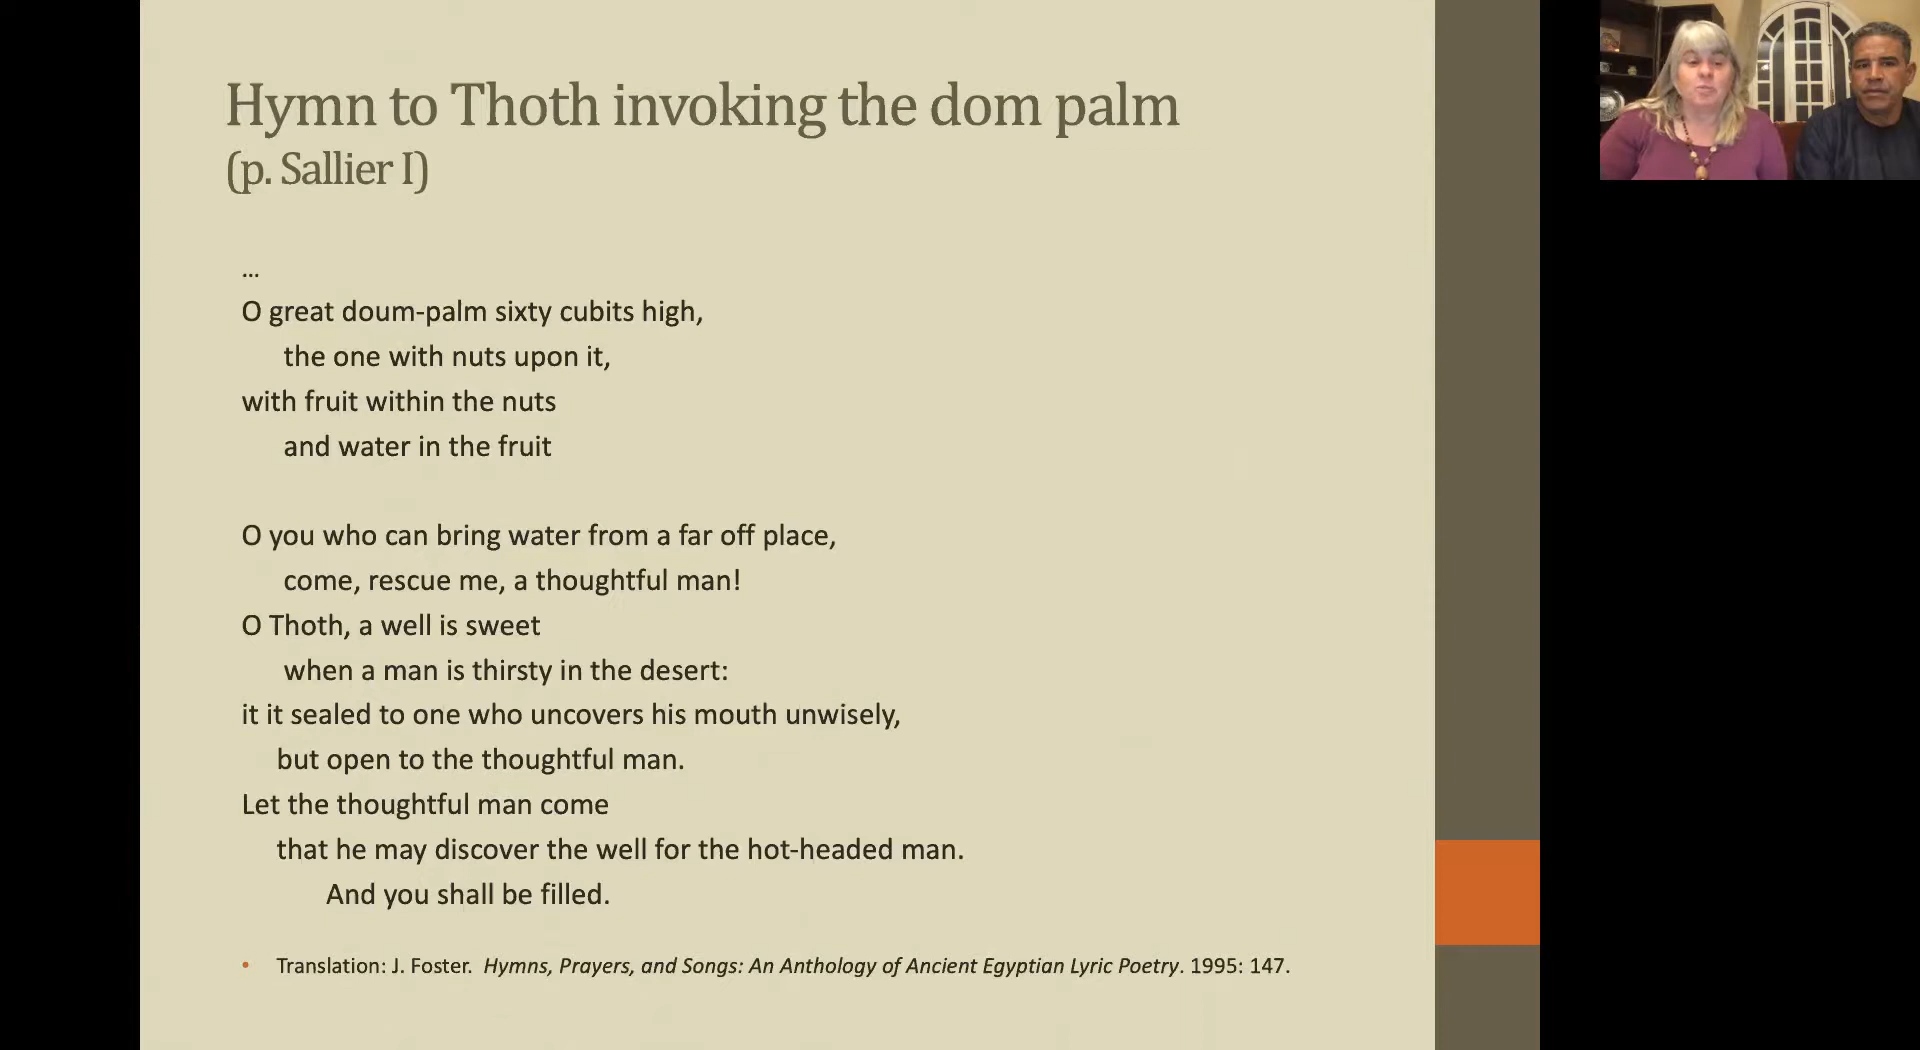 Hymn to Thoth invoking the dom palm
(p. Sallier I)
…
O great doum-palm sixty cubits high,
the one with nuts upon it,
with fruit within the nuts
and water in the fruit
O you who can bring water from a far off place,
come, rescue me, a thoughtful man!
O Thoth, a well is sweet
when a man is thirsty in the desert:
it it sealed to one who uncovers his mouth unwisely,
but open to the thoughtful man.
Let the thoughtful man come
that he may discover the well for the hot-headed man.
And you shall be filled.
• Translation: J. Foster. Hymns, Prayers, and Songs: An Anthology of Ancient Egyptian Lyric Poetry. 1995: 147.